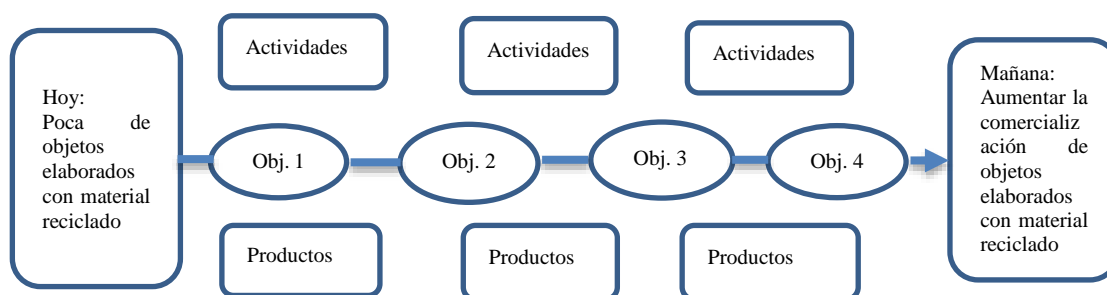 Actividades
Actividades
Actividades
Hoy:
Poca de
objetos
elaborados
con material
reciclado
Obj. 1
Obj. 2
Obj. 3
Obj. 4
Mañana:
Aumentar la
comercializ
ación de
objetos
elaborados
con material
reciclado
Productos
Productos
Productos